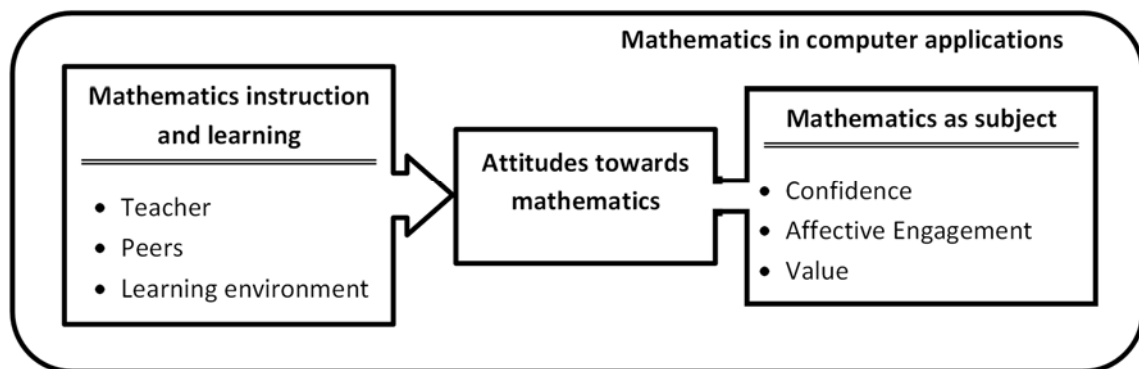 Mathematics in computer applications
Mathematics instruction
and learning
• Teacher
• Peers
• Learning environment
Attitudes towards
mathematics
Mathematics as subject
• Confidence
• Affective Engagement
• Value